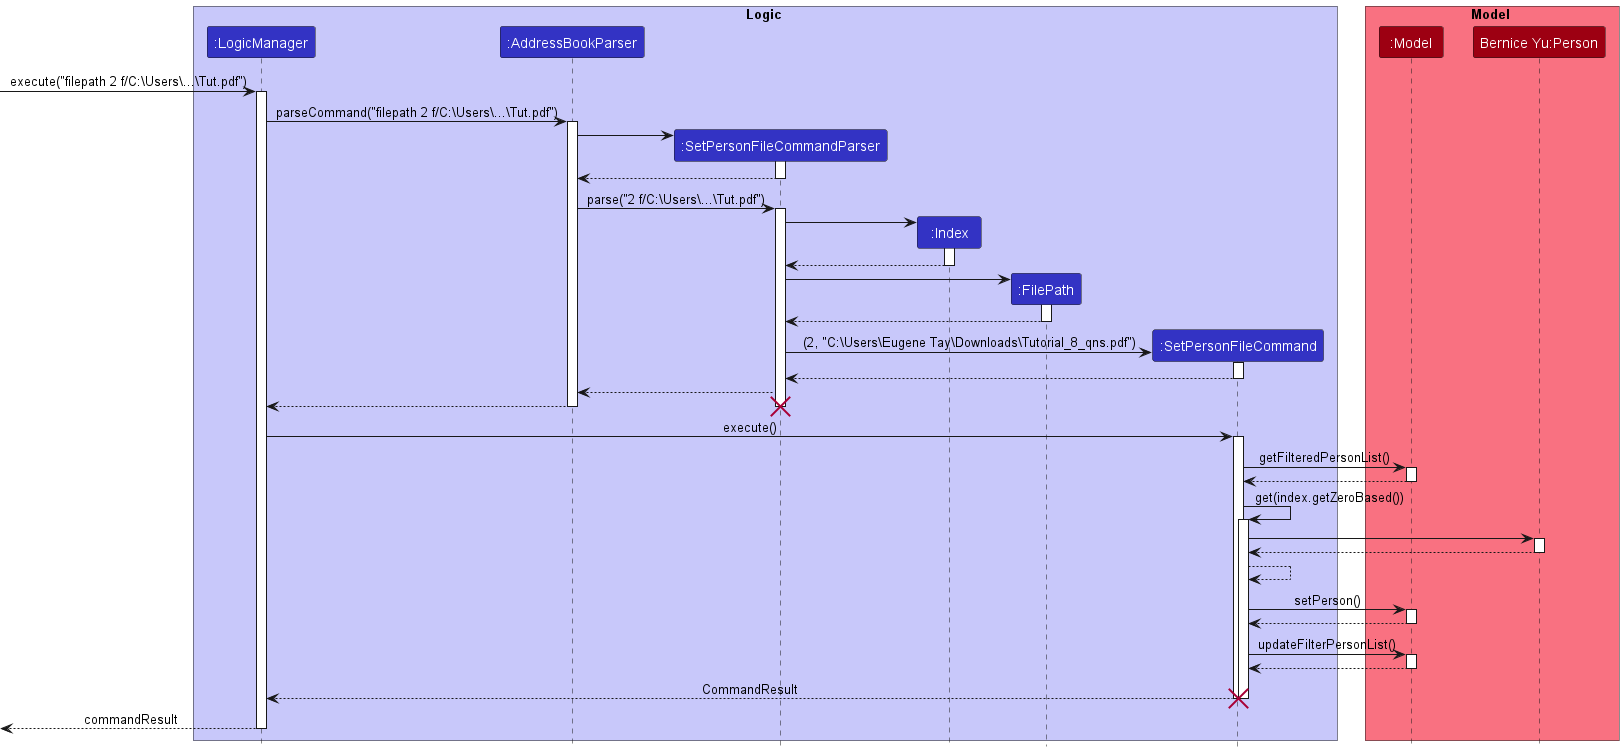 Logic
Model
:LogicManager
:AddressBookParser
:Model
Bernice Yu:Person
execute("filepath 2 f/C:\Users\...\Tut.pdf")
parseCommand("filepath 2 f/C:\Users\...\Tut.pdf")
:SetPersonFileCommandParser
parse("2 f/C:\Users\...\Tut.pdf")
:Index
:FilePath
(2, "C:\Users\Eugene Tay\Downloads\Tutorial_8_qns.pdf")
:SetPersonFileCommand
execute()
getFilteredPersonList()
get(index.getZeroBased())
setPerson()
updateFilterPersonList()
CommandResult
commandResult